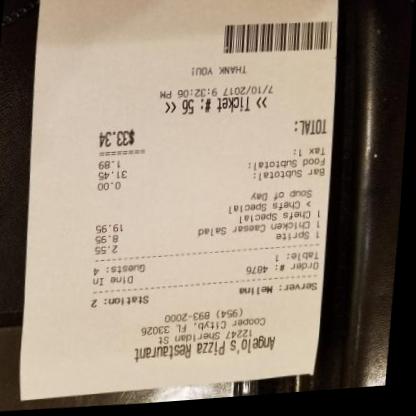 Angelo's Pizza Restaurant
12247 Sheridan St
Cooper Cityb, FL 33026
(954) 893-2000
Server: Melina
Station: 2
Order #: 4876
Dine In
Table: 1
Guests: 4
1 Sprite 2.55
1 Chicken Caesar Salad 8.95
1 Chefs Special 19.95
> Chefs Special
Soup of Day
Bar Subtotal: 0.00
Food Subtotal: 31.45
Tax 1: 1.89
======
TOTAL: $33.34
>> Ticket #: 56 <<
7/10/2017 9:32:06 PM
THANK YOU!